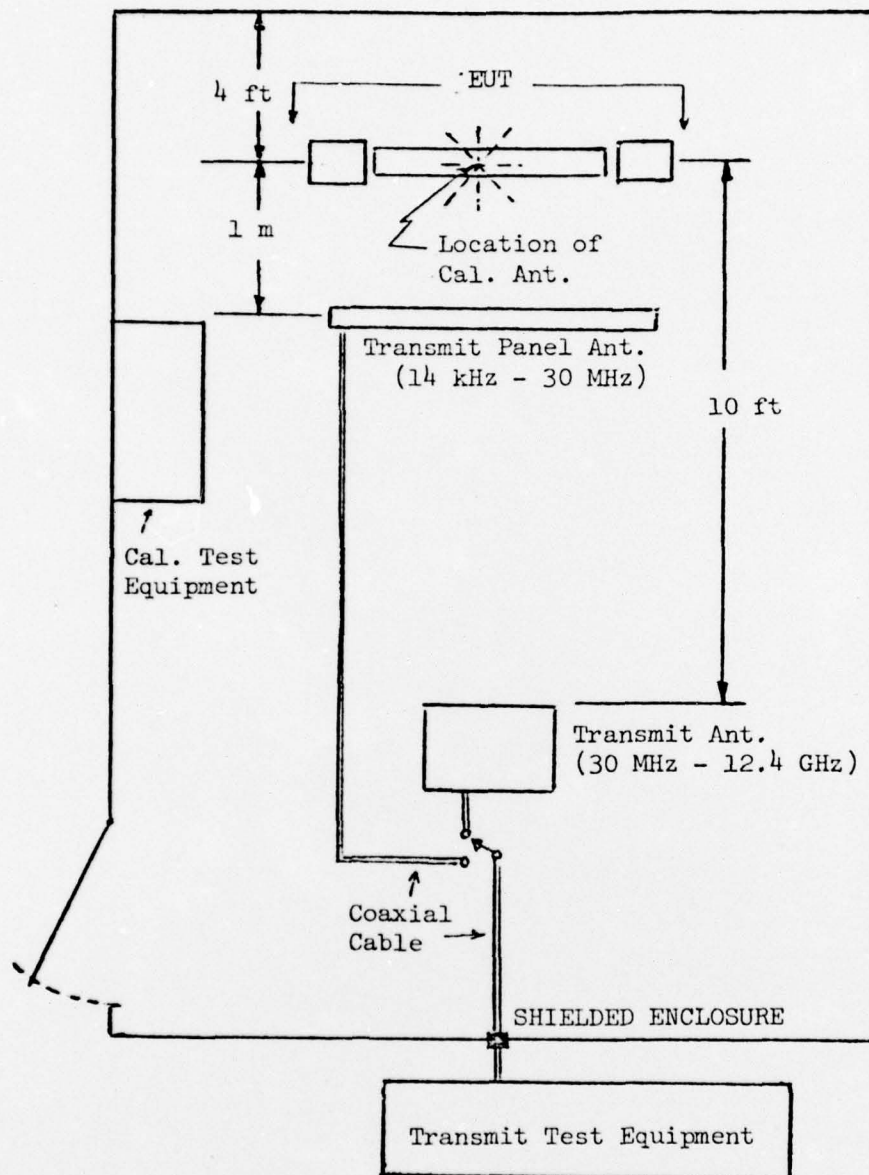 4 ft
EUT
1 m
Location of
Cal. Ant.
Transmit Panel Ant.
(14 kHz - 30 MHz)
10 ft
Cal. Test
Equipment
Transmit Ant.
(30 MHz - 12.4 GHz)
Coaxial
Cable
SHIELDED ENCLOSURE
Transmit Test Equipment